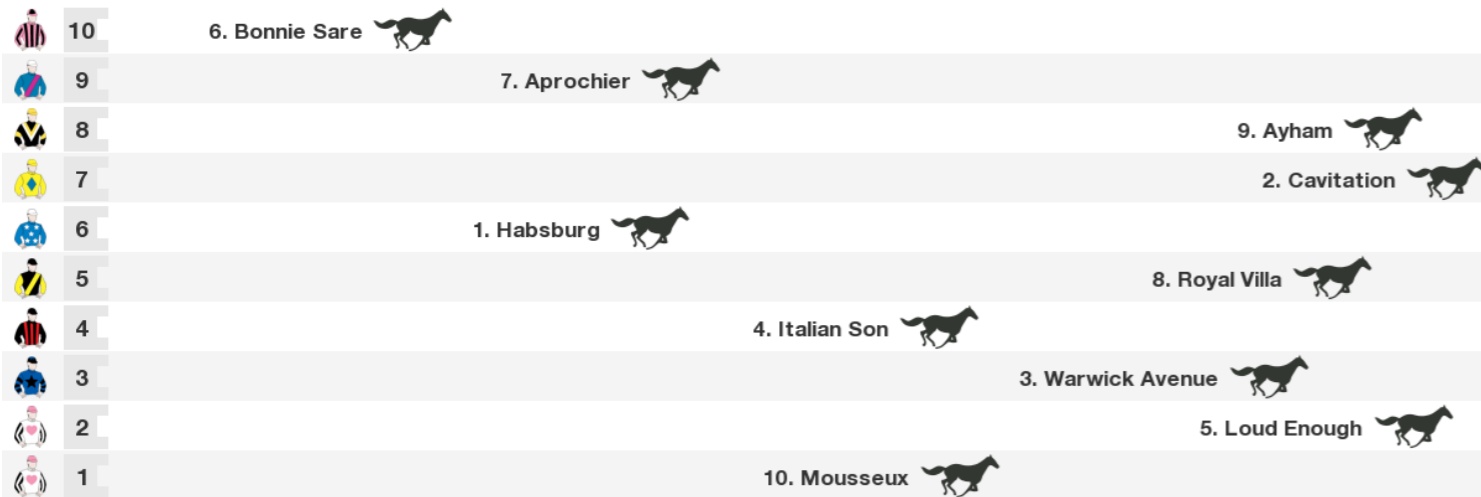 10 6. Bonnie Sare
9 7. Aprochier
8 9. Ayham
7 2. Cavitation
6 1. Habsburg
5 8. Royal Villa
4 4. Italian Son
3 3. Warwick Avenue
2 5. Loud Enough
1 10. Mousseux